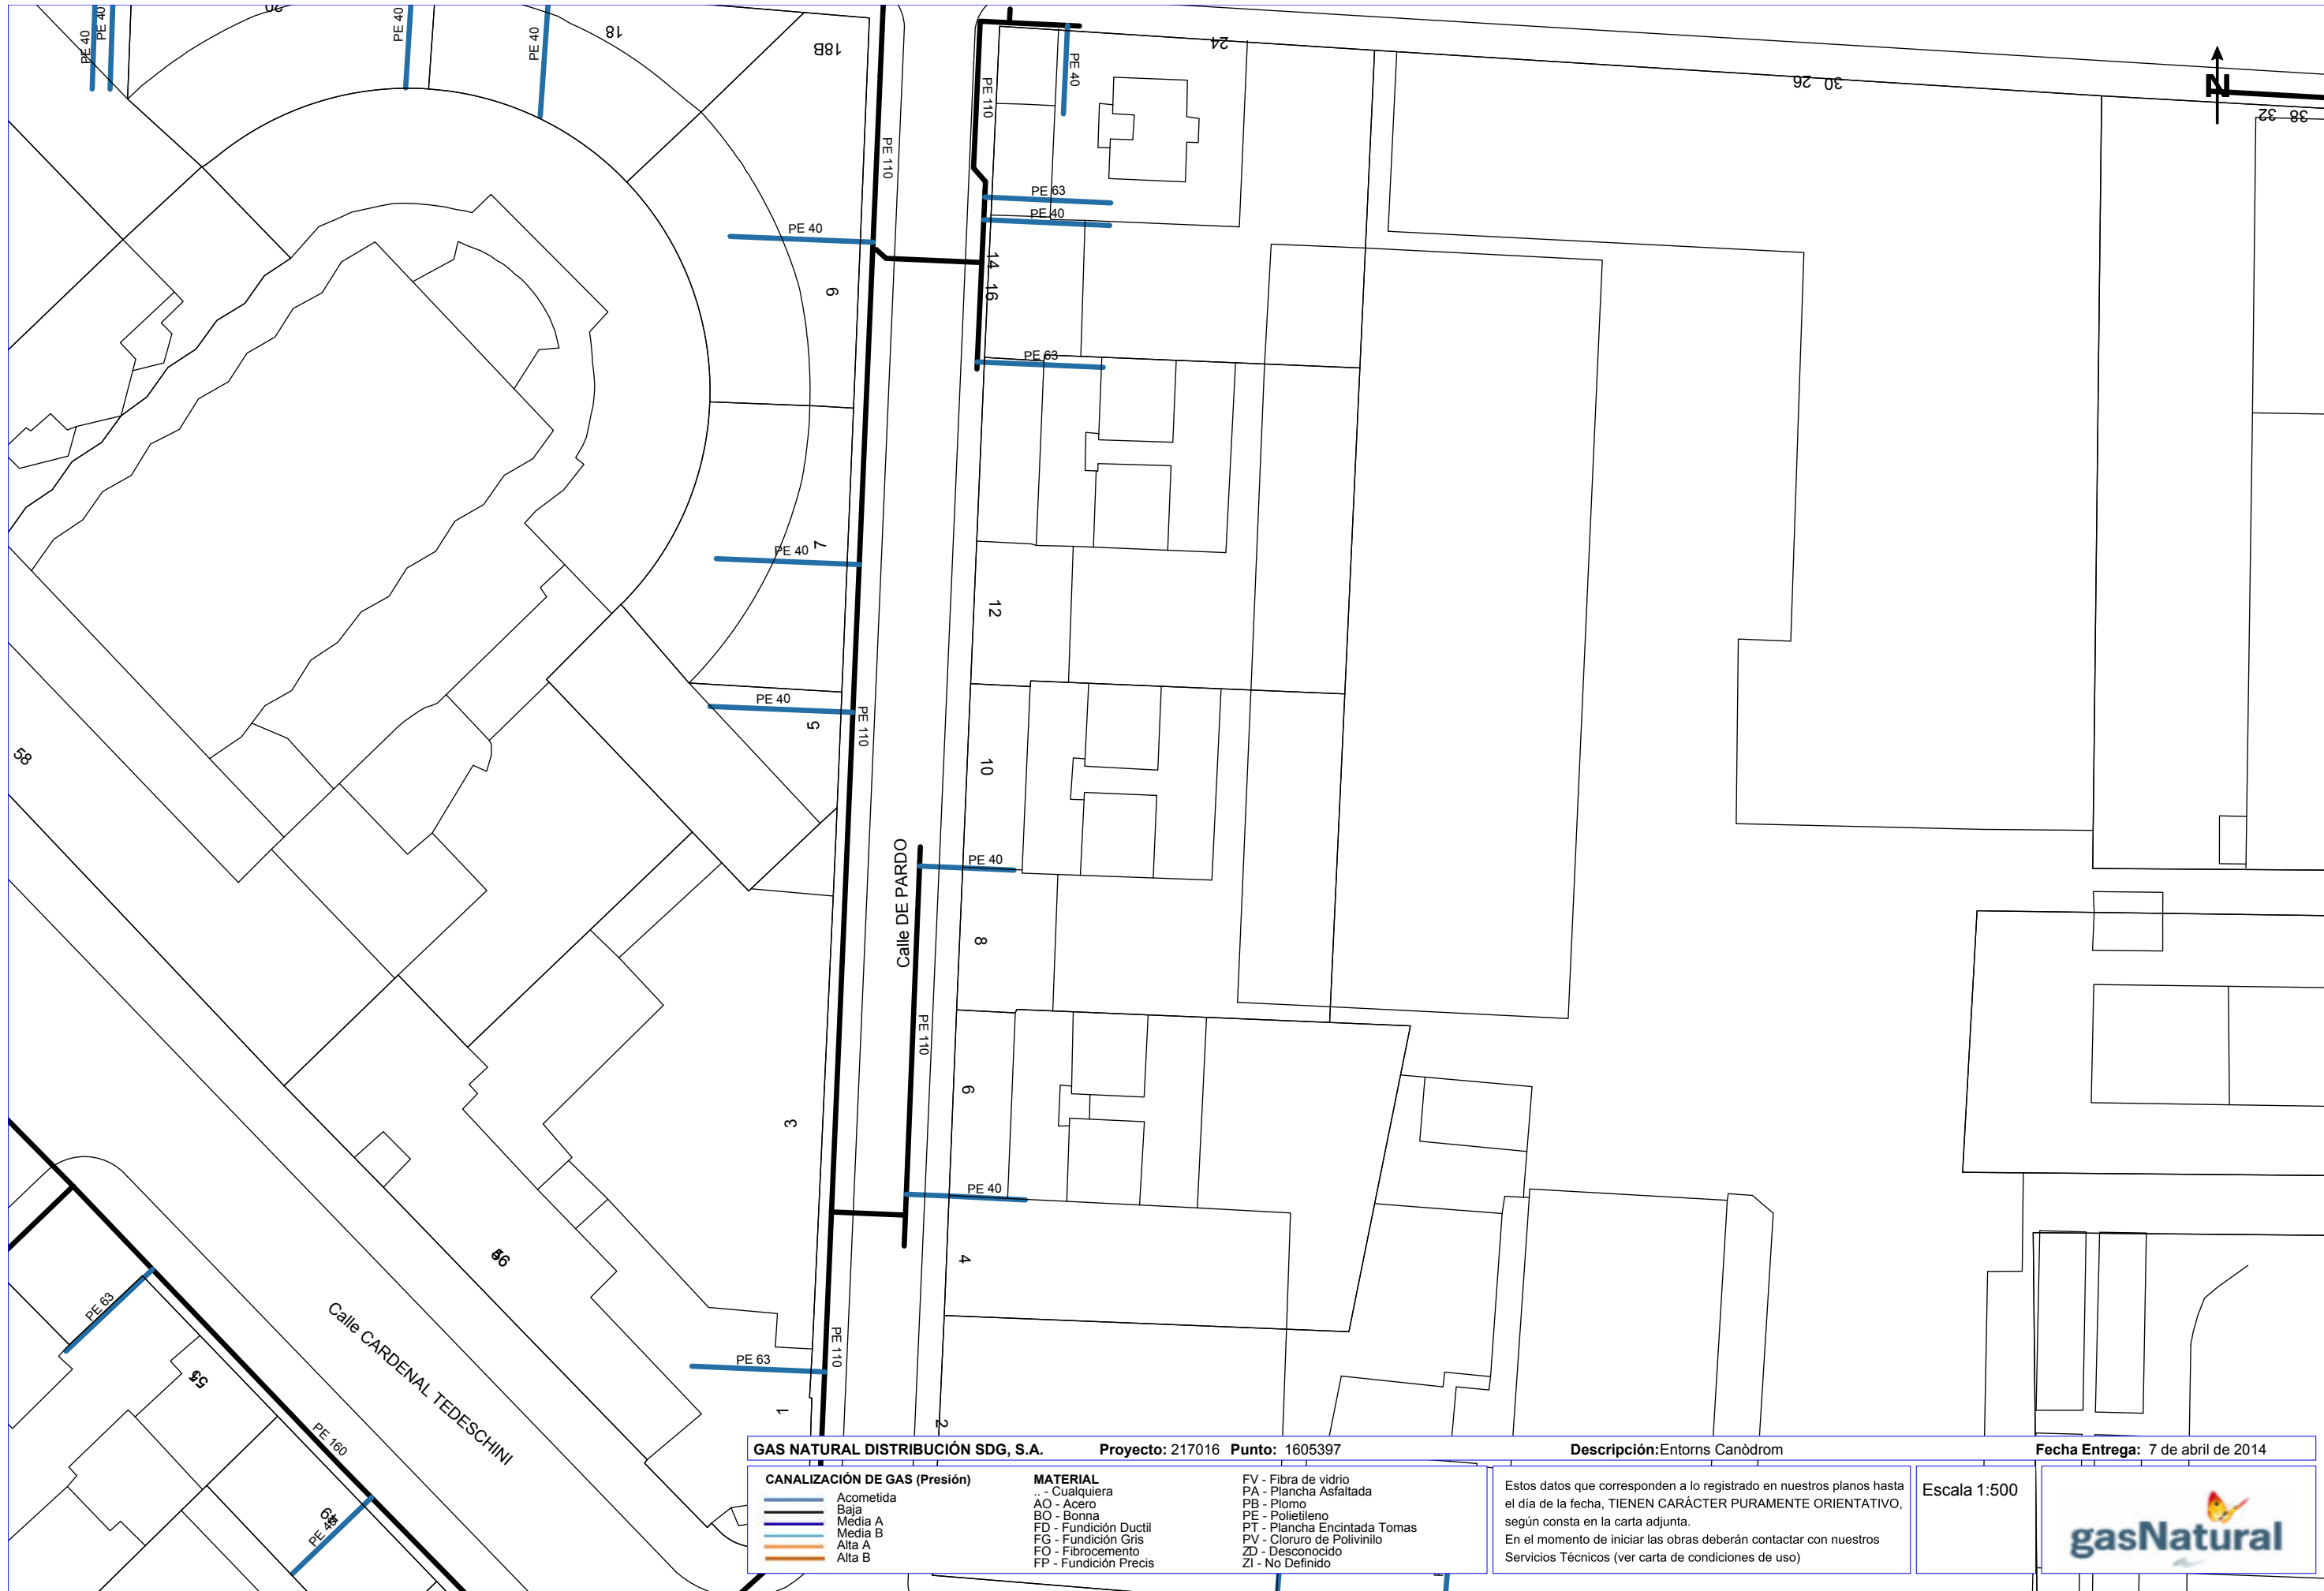 PE 40
PE 40
PE 40
PE 40
18
18B
24
26
30
N
32
38
PE 40
PE 110
PE 110
PE 63
PE 40
PE 40
14
16
6
PE 63
7
PE 40
12
PE 40
5
PE 110
58
10
Calle DE PARDO
PE 40
8
PE 110
6
3
PE 40
4
PE 63
Calle CARDENAL TEDESCHINI
PE 110
PE 63
55
1
2
PE 160
49
GAS NATURAL DISTRIBUCIÓN SDG, S.A. Proyecto: 217016 Punto: 1605397 Descripción:Entorns Canòdrom Fecha Entrega: 7 de abril de 2014
CANALIZACIÓN DE GAS (Presión)
Acometida
Baja
Media A
Media B
Alta A
Alta B
MATERIAL
.. - Cualquiera
AO - Acero
BO - Bonna
FD - Fundición Ductil
FG - Fundición Gris
FO - Fibrocemento
FP - Fundición Precis
FV - Fibra de vidrio
PA - Plancha Asfaltada
PB - Plomo
PE - Polietileno
PT - Plancha Encintada Tomas
PV - Cloruro de Polivinilo
ZD - Desconocido
ZI - No Definido
Estos datos que corresponden a lo registrado en nuestros planos hasta
el día de la fecha, TIENEN CARÁCTER PURAMENTE ORIENTATIVO,
según consta en la carta adjunta.
En el momento de iniciar las obras deberán contactar con nuestros
Servicios Técnicos (ver carta de condiciones de uso)
Escala 1:500
gasNatural